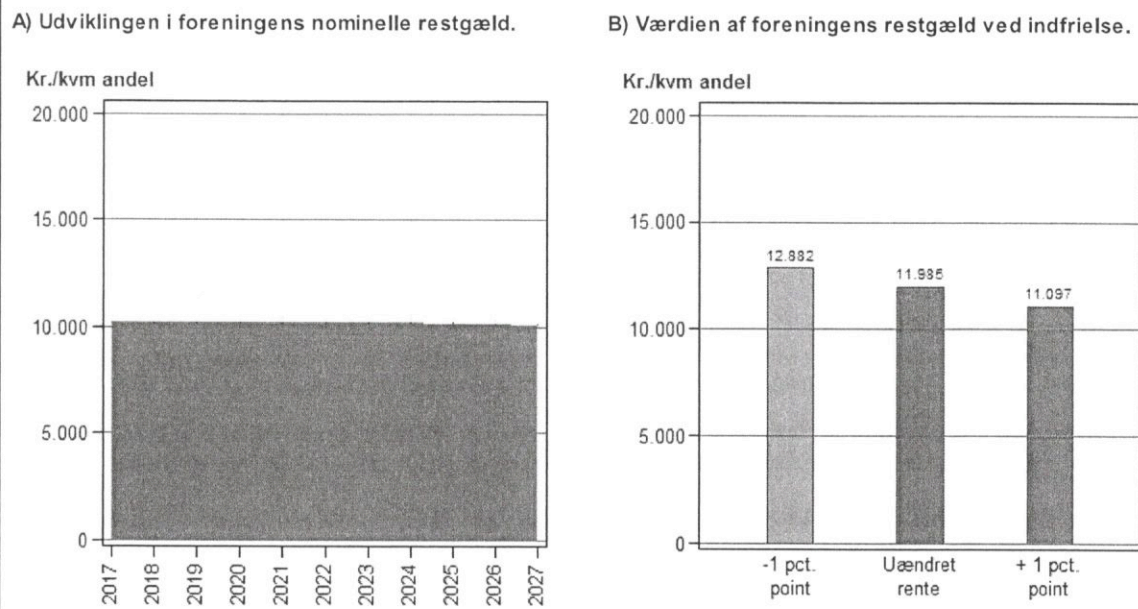 A) Udviklingen i foreningens nominelle restgæld.
Kr./kvm andel
20.000
15.000
10.000
5.000
0
2017
2018
2019
2020
2021
2022
2023
2024
2025
2026
2027
B) Værdien af foreningens restgæld ved indfrielse.
Kr./kvm andel
20.000
15.000
10.000
5.000
0
12.882
11.985
11.097
-1 pct.
point
Uændret
rente
+ 1 pct.
point